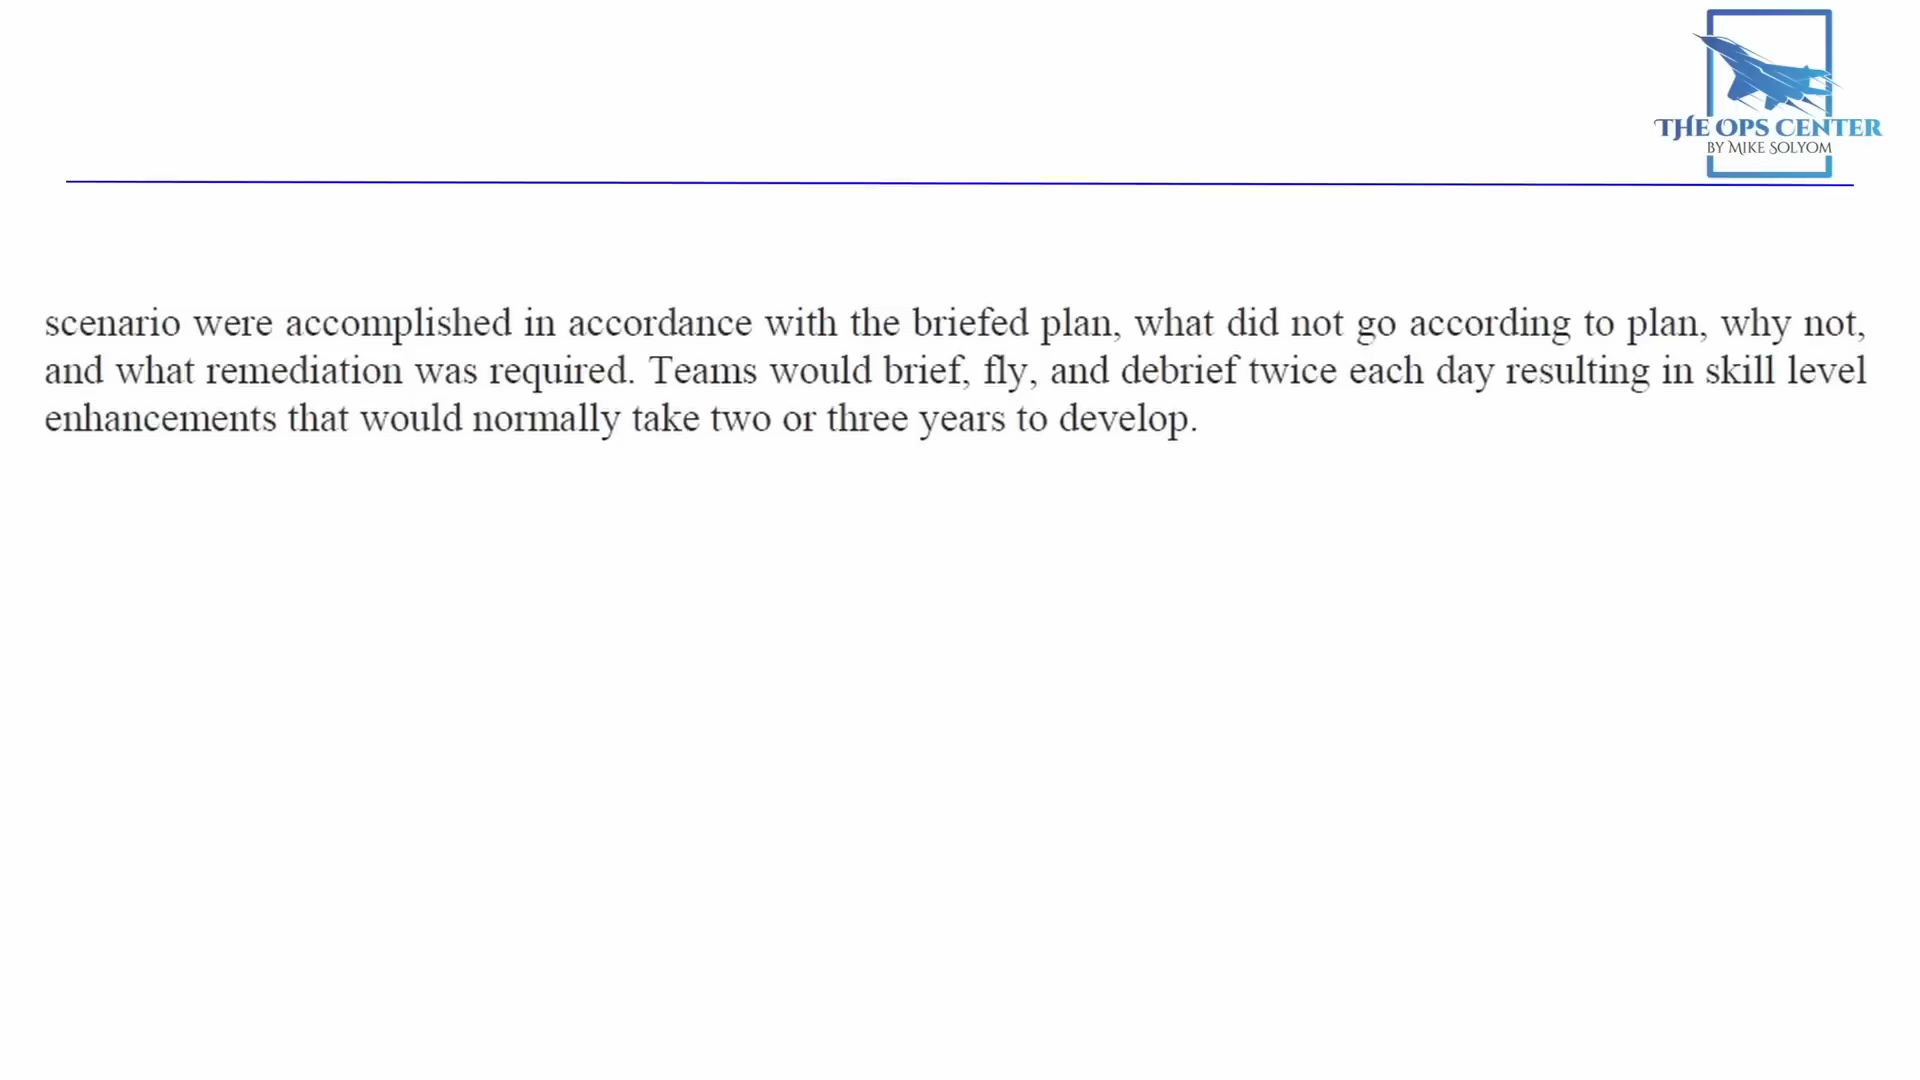 THE OPS CENTER
BY MIKE SOLYOM
scenario were accomplished in accordance with the briefed plan, what did not go according to plan, why not,
and what remediation was required. Teams would brief, fly, and debrief twice each day resulting in skill level
enhancements that would normally take two or three years to develop.